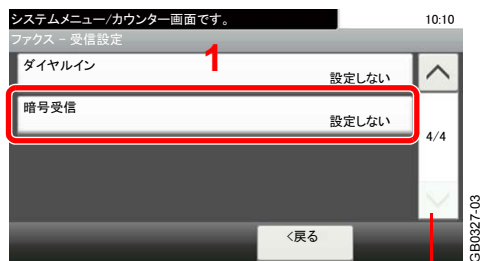 システムメニュー/カウンター画面です。
10:10
ファクス - 受信設定
1
ダイヤルイン
設定しない
暗号受信
設定しない
4/4
<戻る
GB0327-03